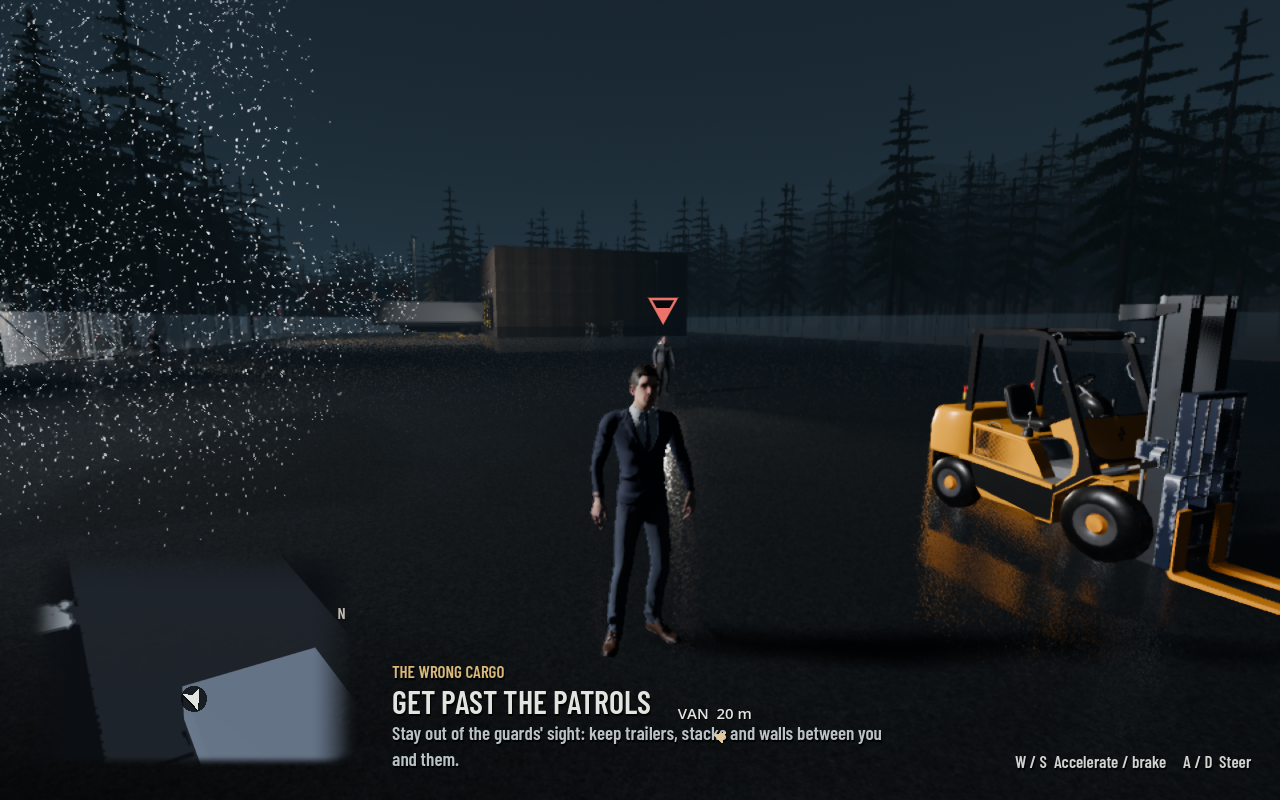 N
THE WRONG CARGO
GET PAST THE PATROLS
VAN 20 m
Stay out of the guards' sight: keep trailers, stacks and walls between you
and them.
W / S Accelerate / brake A / D Steer